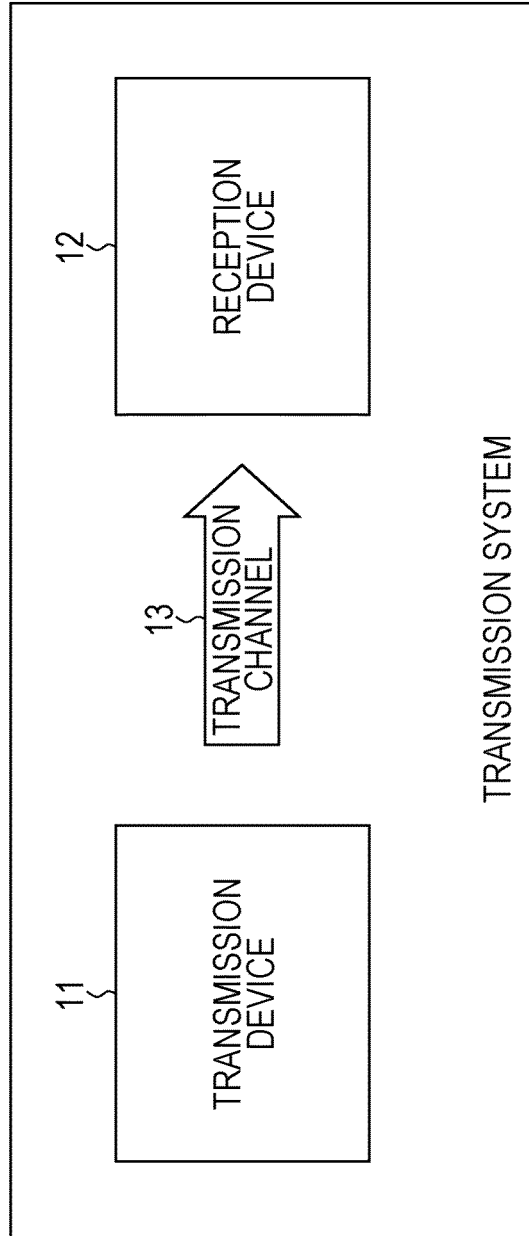 11
TRANSMISSION
DEVICE
13
TRANSMISSION
CHANNEL
12
RECEPTION
DEVICE
TRANSMISSION SYSTEM